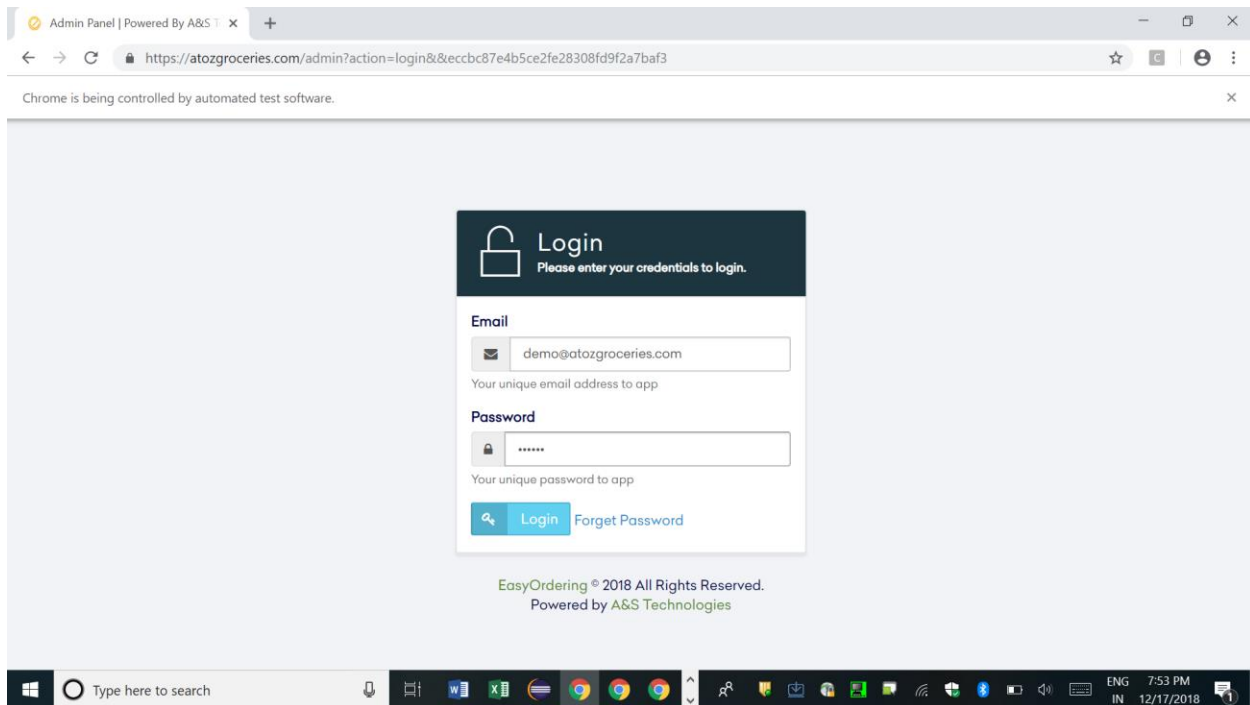 Admin Panel | Powered By A&S T
https://atozgroceries.com/admin?action=login&&eccbc87e4b5ce2fe28308fd9f2a7baf3
C
Chrome is being controlled by automated test software.
Login
Please enter your credentials to login.
Email
demo@atozgroceries.com
Your unique email address to app
Password
••••••
Your unique password to app
Login Forget Password
EasyOrdering © 2018 All Rights Reserved.
Powered by A&S Technologies
Type here to search
ENG 7:53 PM
IN 12/17/2018
1